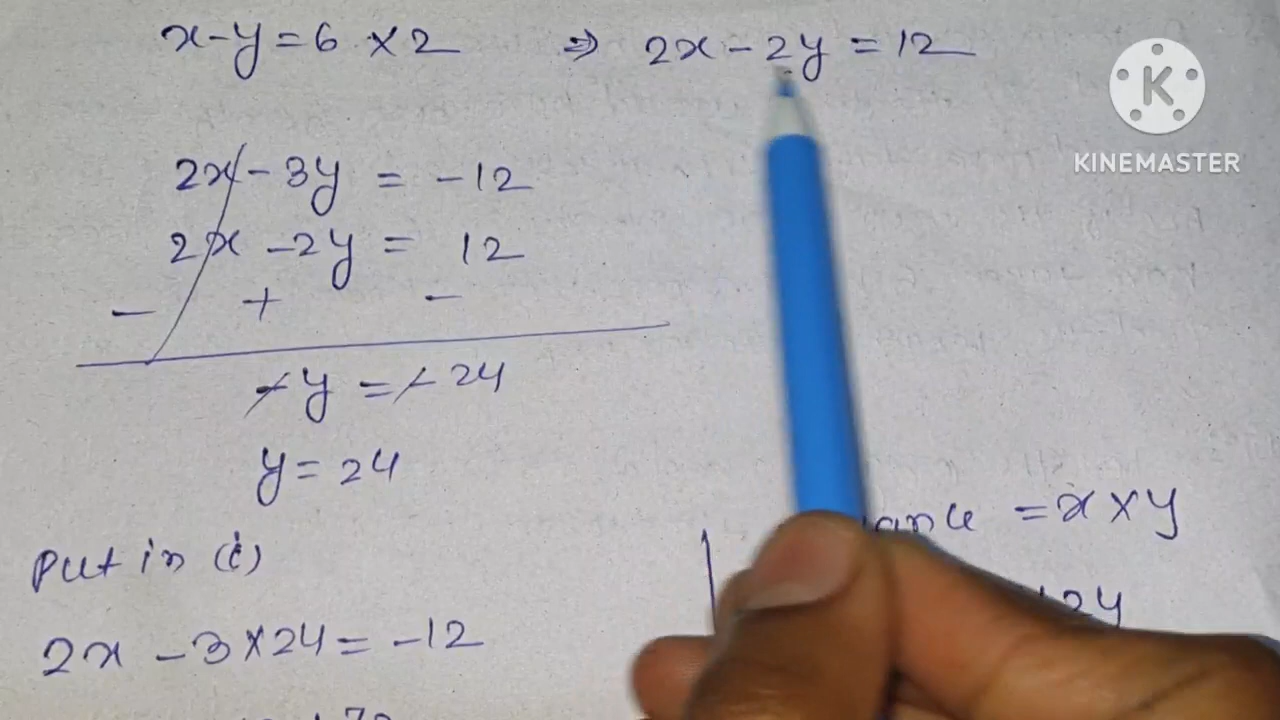 x-y=6 ×2 ⇒ 2x-2y=12
K
KINEMASTER
2x-3y = -12
2x-2y = 12
- + -
-y = -24
y = 24
Put in (i)
= x × y
24
2x - 3×24 = -12